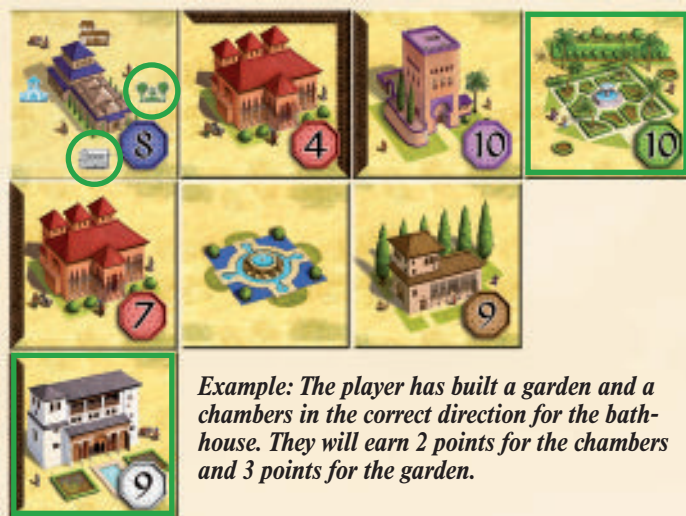 8
4
10
10
7
9
9
Example: The player has built a garden and a
chambers in the correct direction for the bath-
house. They will earn 2 points for the chambers
and 3 points for the garden.